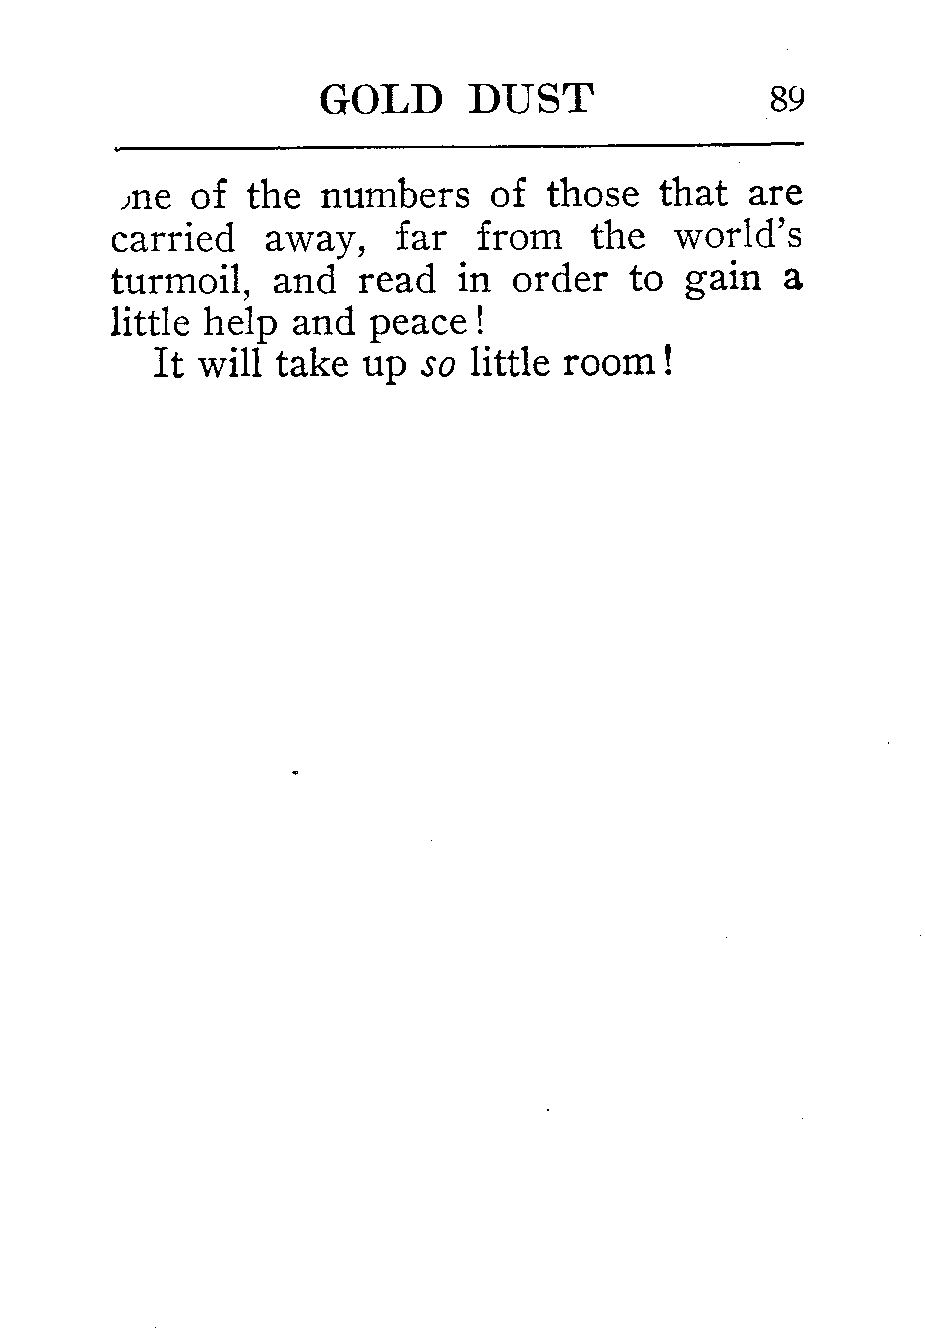 GOLD DUST 89
one of the numbers of those that are
carried away, far from the world's
turmoil, and read in order to gain a
little help and peace!
It will take up so little room!